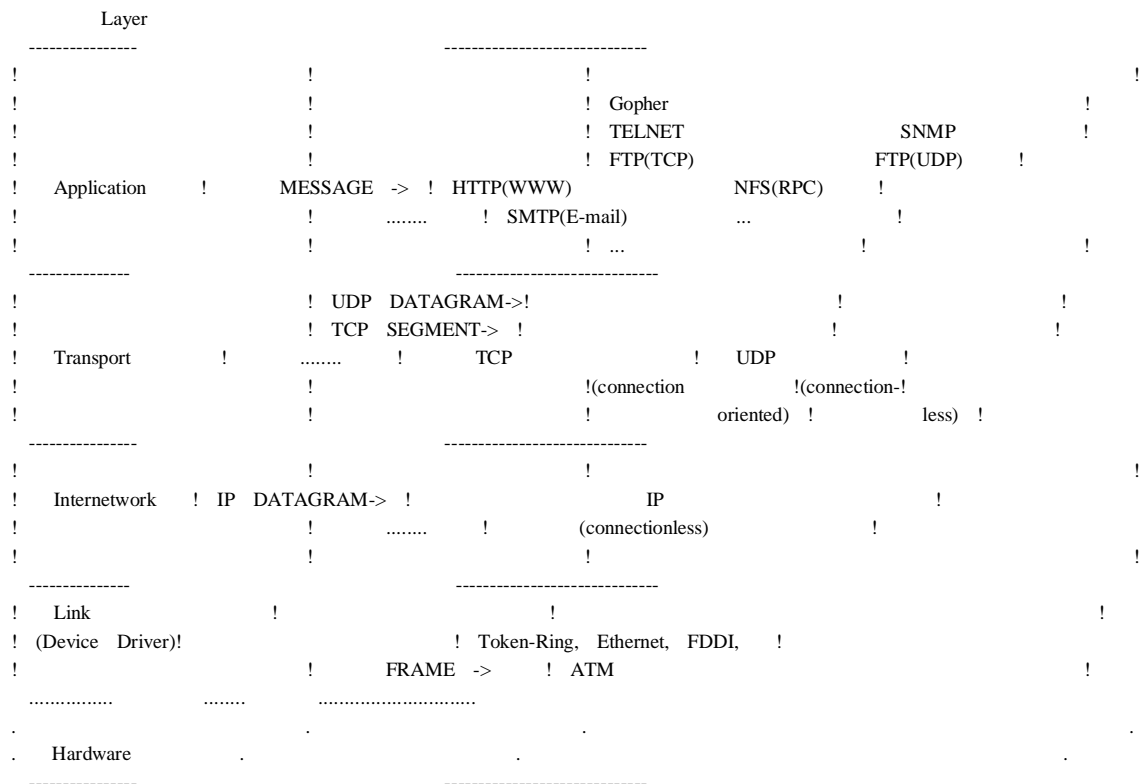 Layer
---------------- ------------------------------
! ! ! !
! ! ! Gopher !
! ! ! TELNET SNMP !
! ! ! FTP(TCP) FTP(UDP) !
! Application ! MESSAGE -> ! HTTP(WWW) NFS(RPC) !
! ! ........ ! SMTP(E-mail) ... !
! ! ! ... ! !
--------------- ------------------------------
! ! UDP DATAGRAM->! ! !
! ! TCP SEGMENT-> ! ! !
! Transport ! ........ ! TCP ! UDP !
! ! !(connection !(connection-!
! ! ! oriented) ! less) !
---------------- ------------------------------
! ! ! !
! Internetwork ! IP DATAGRAM-> ! IP !
! ! ........ ! (connectionless) !
! ! ! !
--------------- ------------------------------
! Link ! ! !
! (Device Driver)! ! Token-Ring, Ethernet, FDDI, !
! ! FRAME -> ! ATM !
................ ........ ..............................
. . . .
. Hardware . . .
---------------- ------------------------------